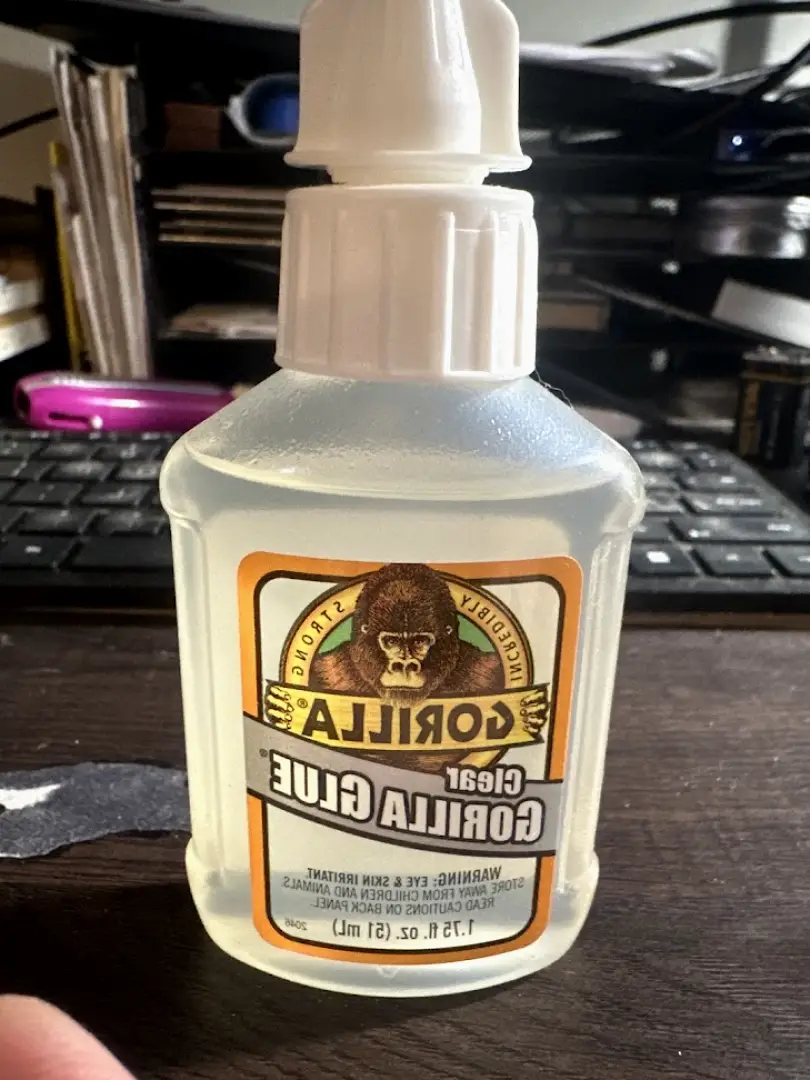 INCREDIBLY STRONG
GORILLA®
Clear
GORILLA GLUE®
WARNING: EYE & SKIN IRRITANT.
STORE AWAY FROM CHILDREN AND ANIMALS.
READ CAUTIONS ON BACK PANEL.
1.75 fl. oz. (51 mL)
2046